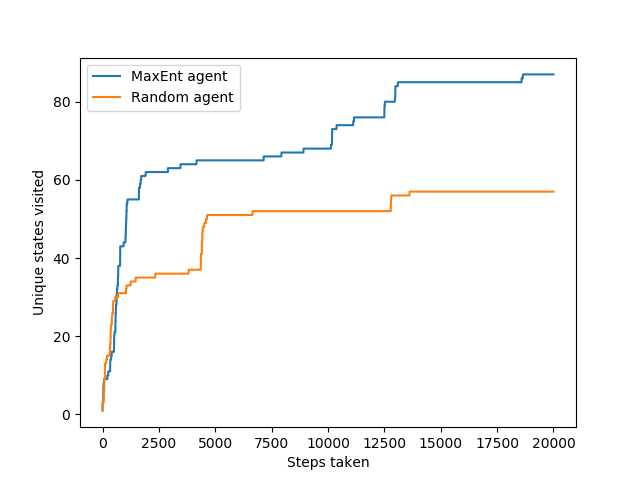 MaxEnt agent
Random agent
80
60
40
20
0
Unique states visited
0 2500 5000 7500 10000 12500 15000 17500 20000
Steps taken